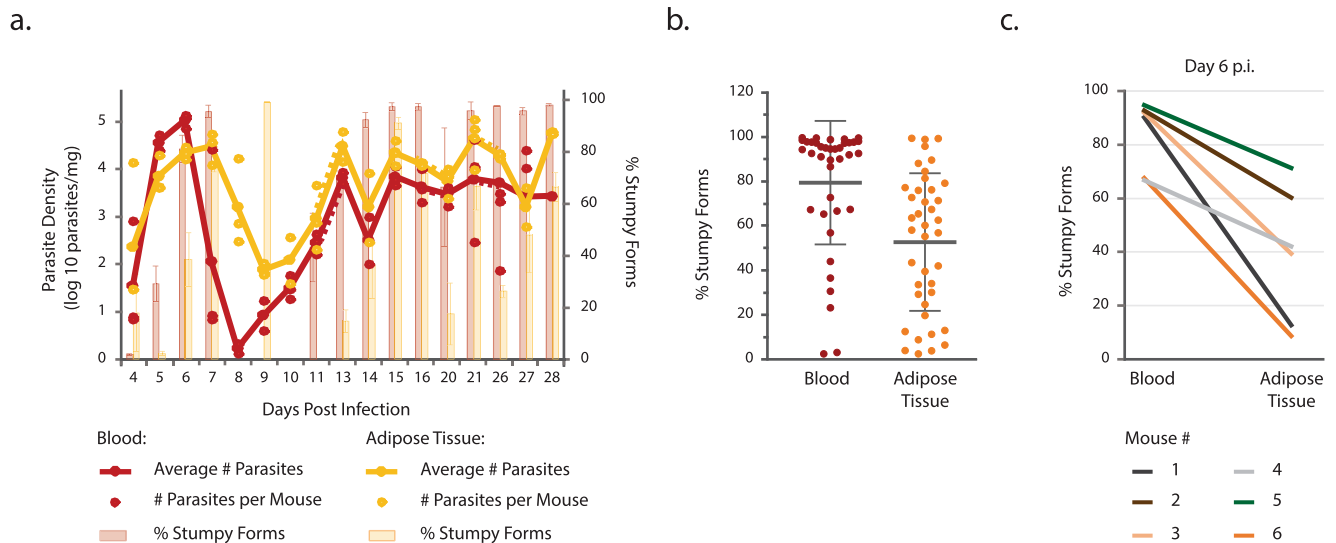 a.
Parasite Density
(log 10 parasites/mg)
5
4
3
2
1
0
100
80
60
40
20
0
% Stumpy Forms
4 5 6 7 8 9 10 11 13 14 15 16 20 21 26 27 28
Days Post Infection
Blood:
Average # Parasites
# Parasites per Mouse
% Stumpy Forms
Adipose Tissue:
Average # Parasites
# Parasites per Mouse
% Stumpy Forms
b.
% Stumpy Forms
120
100
80
60
40
20
0
Blood
Adipose
Tissue
c.
Day 6 p.i.
% Stumpy Forms
100
80
60
40
20
0
Blood
Adipose
Tissue
Mouse #
1
2
3
4
5
6